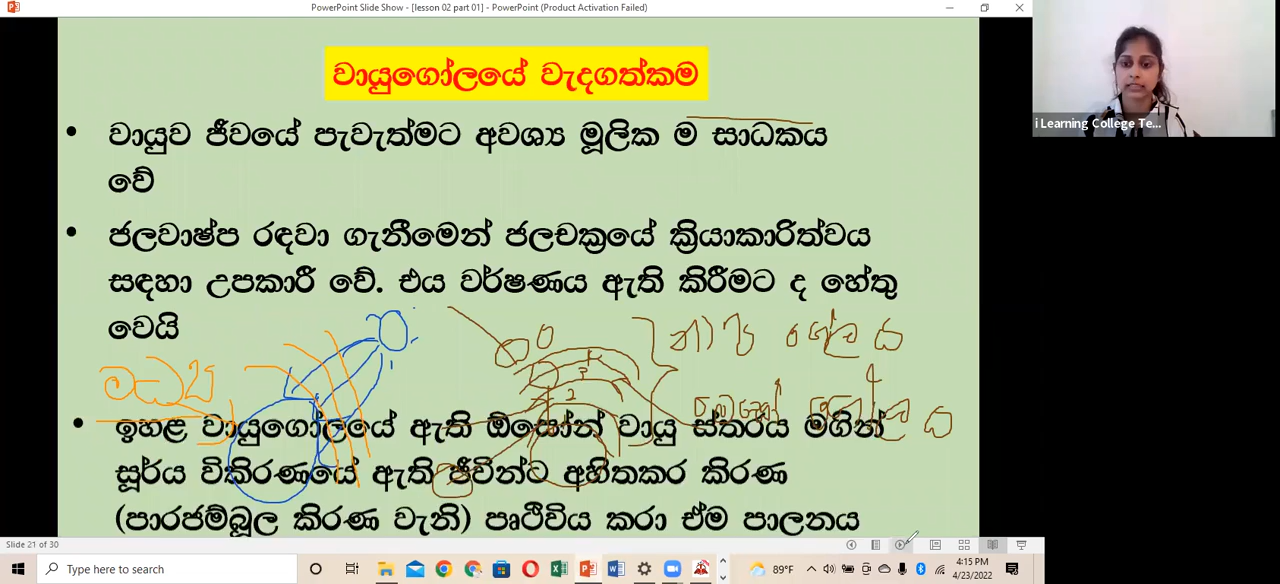 PowerPoint Slide Show - [lesson 02 part 01] - PowerPoint (Product Activation Failed)
වායුගෝලයේ වැදගත්කම
• වායුව ජීවයේ පැවැත්මට අවශ්‍ය මූලික ම සාධකය
වේ
• ජලවාෂ්ප රඳවා ගැනීමෙන් ජලචක්‍රයේ ක්‍රියාකාරිත්වය
සඳහා උපකාරී වේ. එය වර්ෂණය ඇති කිරීමට ද හේතු
වෙයි
• ඉහළ වායුගෝලයේ ඇති ඕසෝන් වායු ස්තරය මගින්
සූර්ය විකිරණයේ ඇති ජීවින්ට අහිතකර කිරණ
(පාරජම්බූල කිරණ වැනි) පෘථිවිය කරා ඒම පාලනය
i Learning College Te...
Slide 21 of 30
Type here to search
89°F
4:15 PM
4/23/2022